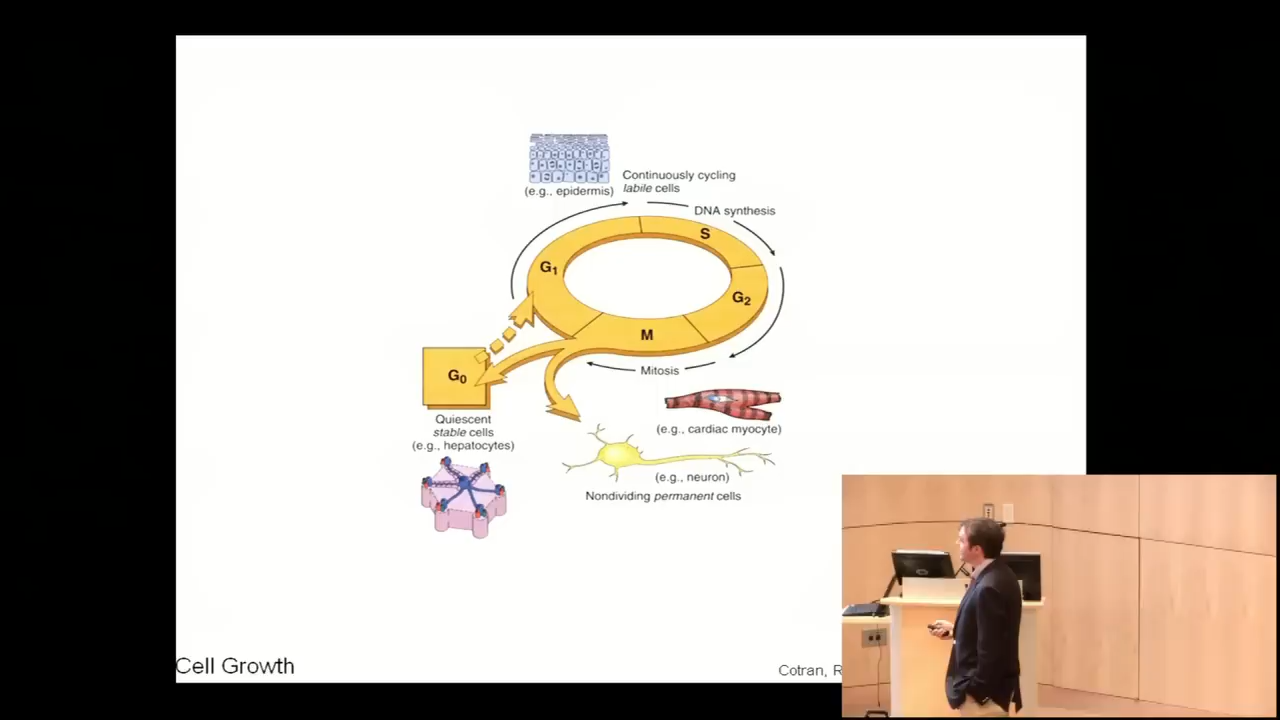 (e.g., epidermis)
Continuously cycling
labile cells
DNA synthesis
S
G1
G2
M
G0
Mitosis
Quiescent
stable cells
(e.g., hepatocytes)
(e.g., cardiac myocyte)
(e.g., neuron)
Nondividing permanent cells
Cell Growth
Cotran,